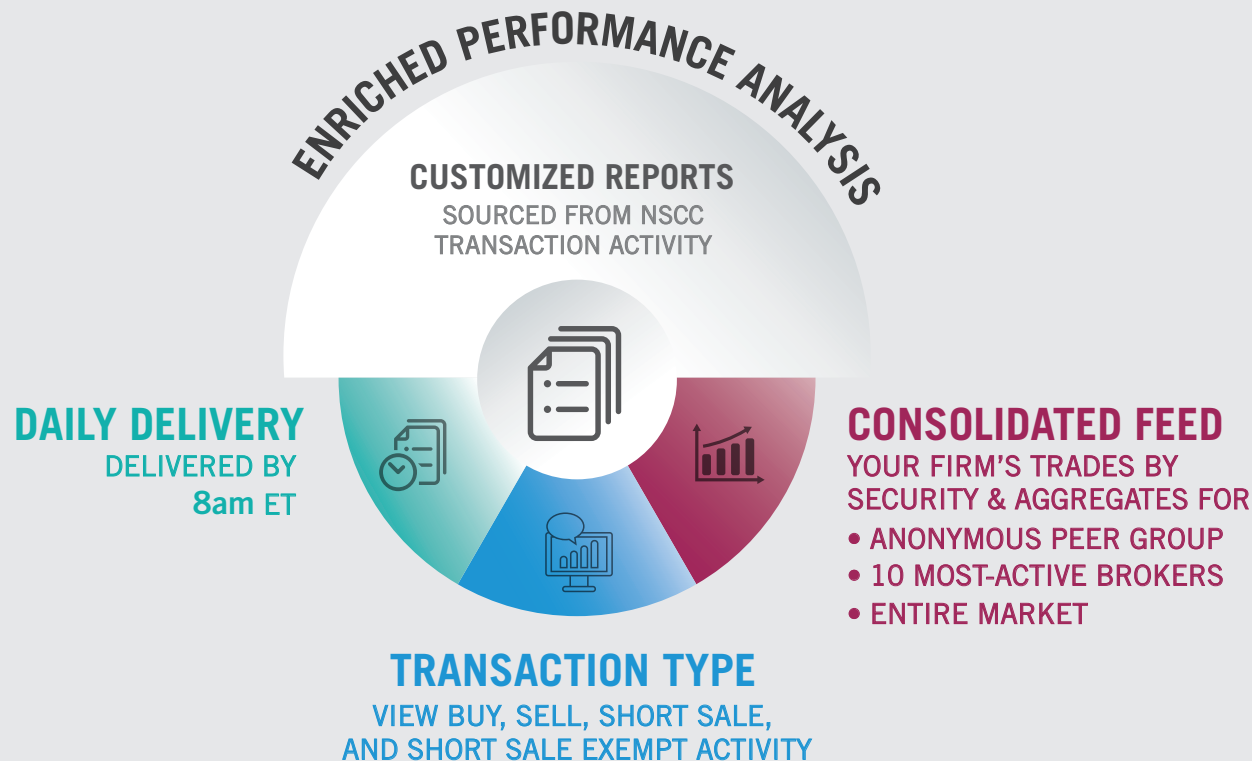 ENRICHED PERFORMANCE ANALYSIS
CUSTOMIZED REPORTS
SOURCED FROM NSCC
TRANSACTION ACTIVITY
DAILY DELIVERY
DELIVERED BY
8am ET
CONSOLIDATED FEED
YOUR FIRM'S TRADES BY
SECURITY & AGGREGATES FOR
• ANONYMOUS PEER GROUP
• 10 MOST-ACTIVE BROKERS
• ENTIRE MARKET
TRANSACTION TYPE
VIEW BUY, SELL, SHORT SALE,
AND SHORT SALE EXEMPT ACTIVITY